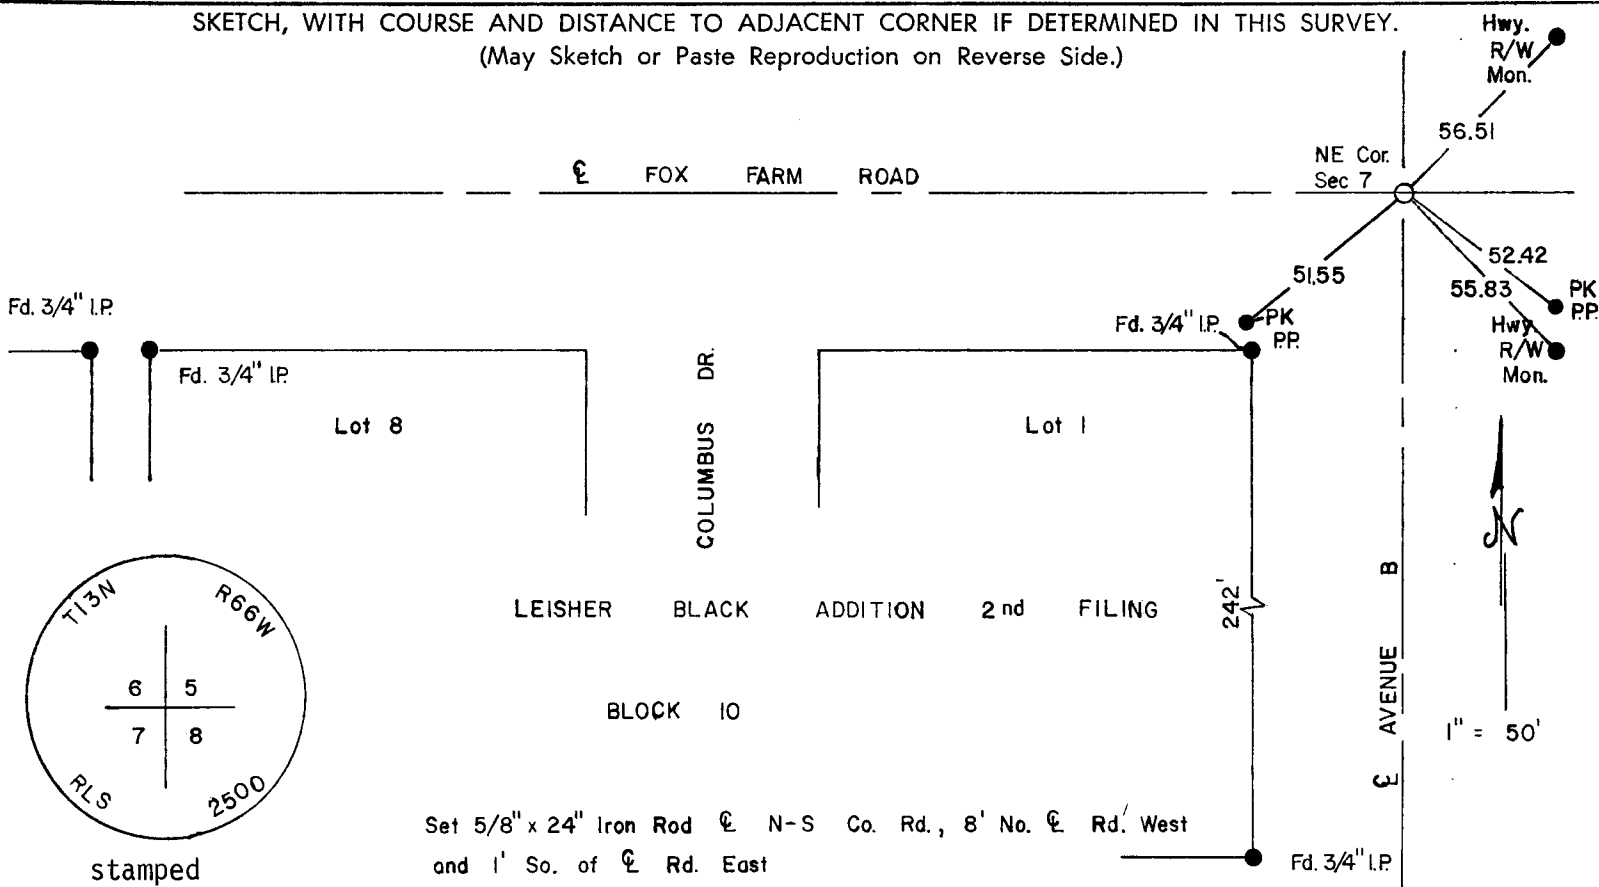 SKETCH, WITH COURSE AND DISTANCE TO ADJACENT CORNER IF DETERMINED IN THIS SURVEY.
(May Sketch or Paste Reproduction on Reverse Side.)
Hwy.
R/W
Mon.
56.51
NE Cor.
Sec 7
℄ FOX FARM ROAD
52.42
51.55
55.83
PK
P.P.
Fd. 3/4" I.P.
Fd. 3/4" I.P.
PK
P.P.
Hwy
R/W
Mon.
Fd. 3/4" I.P.
COLUMBUS DR.
Lot 8
Lot 1
N
T13N
R66W
6 5
7 8
RLS
2500
stamped
LEISHER BLACK ADDITION 2nd FILING
242'
BLOCK 10
℄ AVENUE B
1" = 50'
Set 5/8" x 24" Iron Rod ℄ N-S Co. Rd., 8' No. ℄ Rd. West
and 1' So. of ℄ Rd. East
Fd. 3/4" I.P.